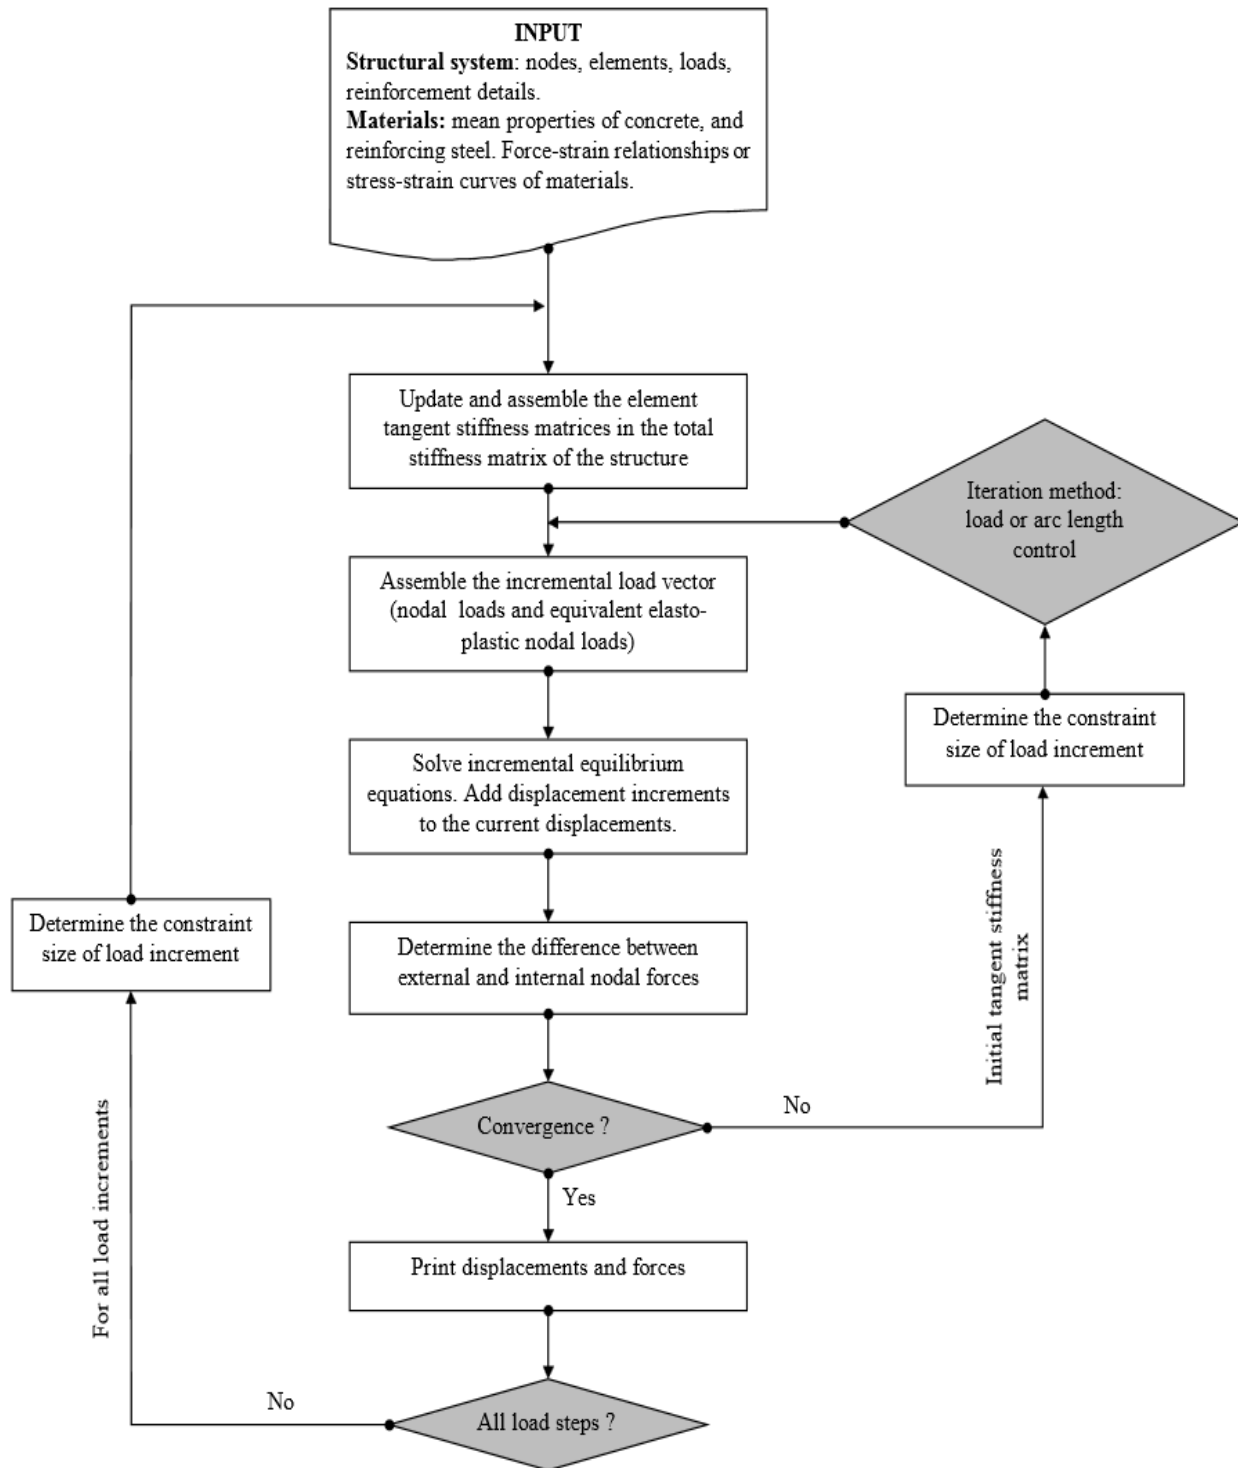 INPUT
Structural system: nodes, elements, loads,
reinforcement details.
Materials: mean properties of concrete, and
reinforcing steel. Force-strain relationships or
stress-strain curves of materials.
Update and assemble the element
tangent stiffness matrices in the total
stiffness matrix of the structure
Iteration method:
load or arc length
control
Assemble the incremental load vector
(nodal loads and equivalent elasto-
plastic nodal loads)
Determine the constraint
size of load increment
Solve incremental equilibrium
equations. Add displacement increments
to the current displacements.
Initial tangent stiffness
matrix
Determine the constraint
size of load increment
Determine the difference between
external and internal nodal forces
Convergence ?
No
Yes
For all load increments
Print displacements and forces
No
All load steps ?